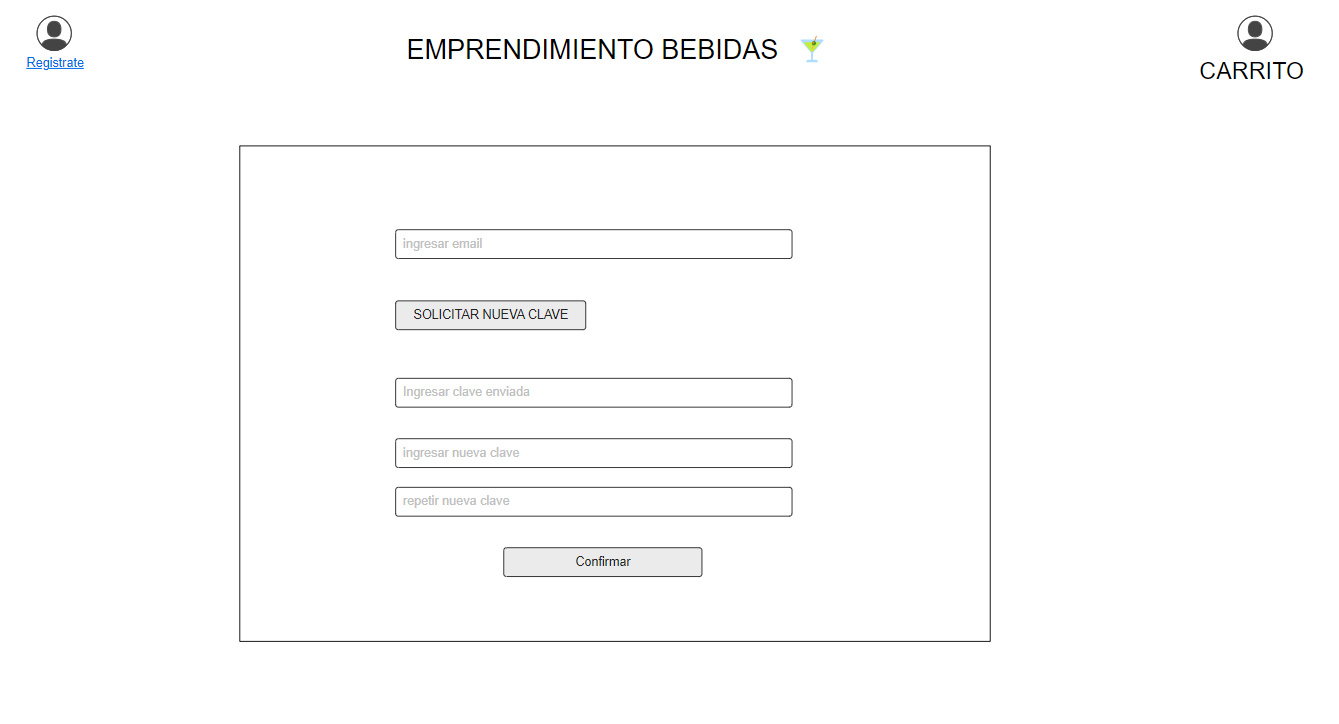 Registrate
EMPRENDIMIENTO BEBIDAS
CARRITO
ingresar email
SOLICITAR NUEVA CLAVE
Ingresar clave enviada
ingresar nueva clave
repetir nueva clave
Confirmar